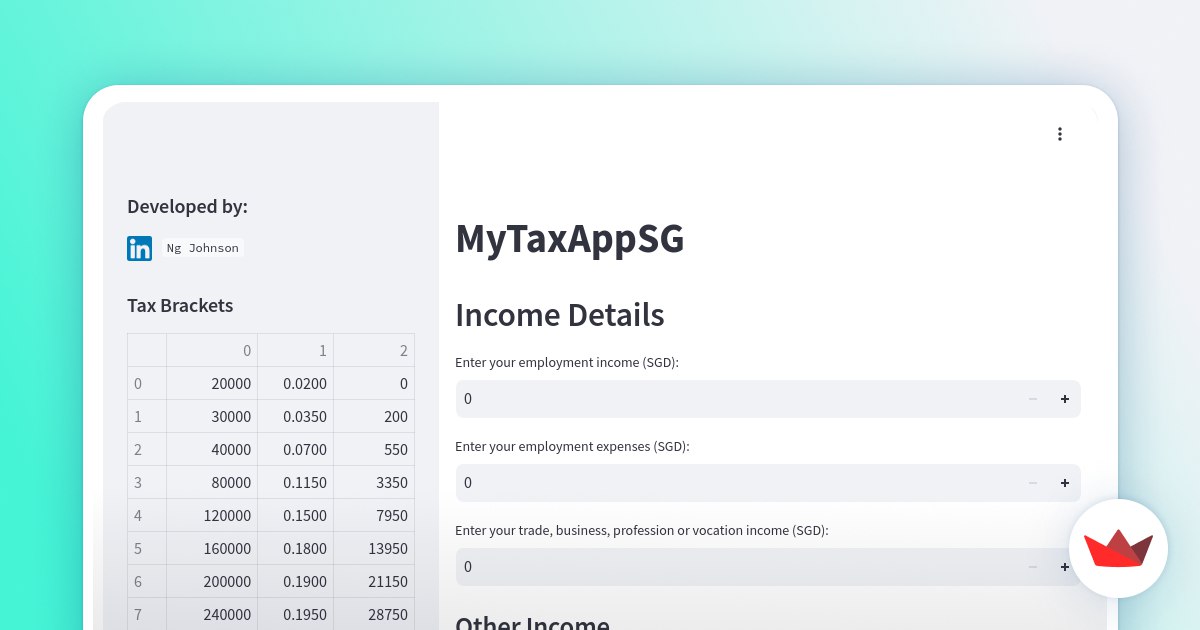 Developed by:
in Ng Johnson
Tax Brackets
0 1 2
0 20000 0.0200 0
1 30000 0.0350 200
2 40000 0.0700 550
3 80000 0.1150 3350
4 120000 0.1500 7950
5 160000 0.1800 13950
6 200000 0.1900 21150
7 240000 0.1950 28750
MyTaxAppSG
Income Details
Enter your employment income (SGD):
0 − +
Enter your employment expenses (SGD):
0 − +
Enter your trade, business, profession or vocation income (SGD):
0 − +
Other Income